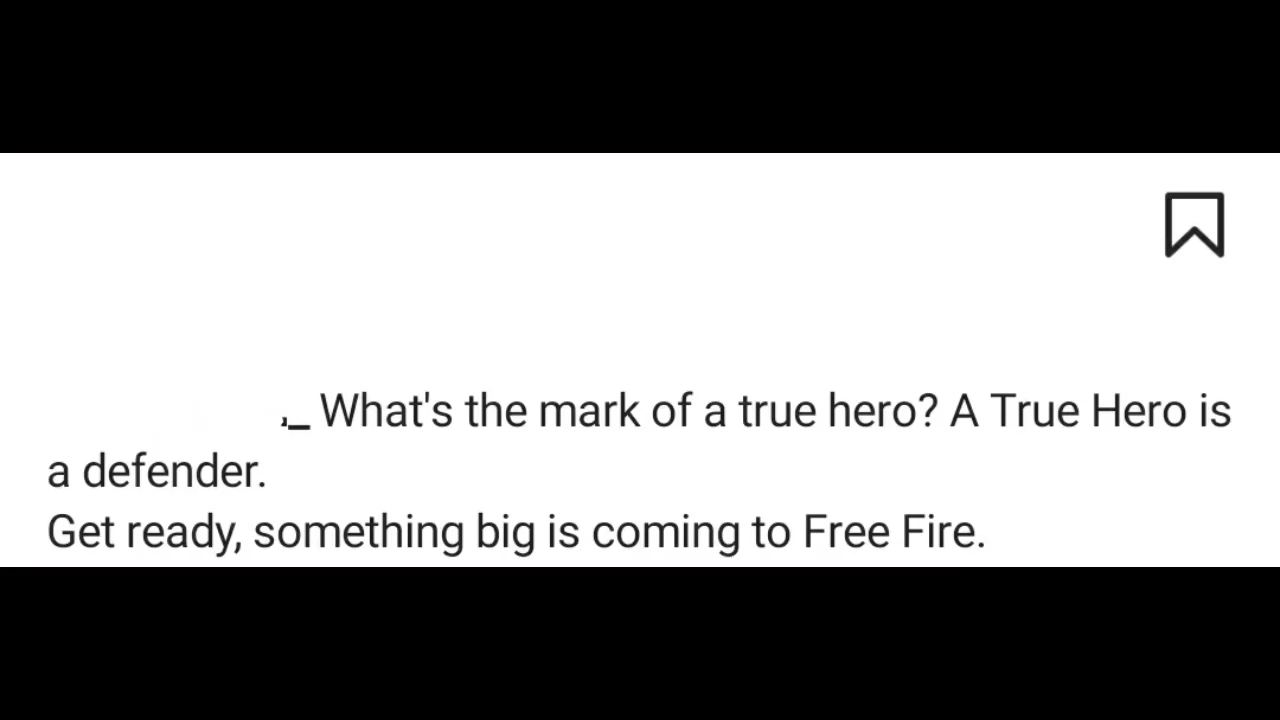 ._ What's the mark of a true hero? A True Hero is
a defender.
Get ready, something big is coming to Free Fire.